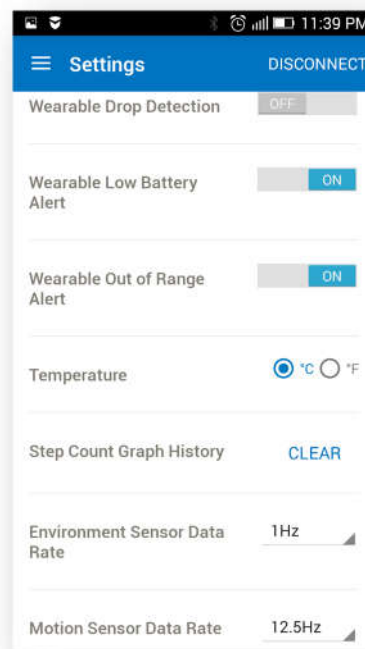 11:39 PM
Settings DISCONNECT
Wearable Drop Detection OFF
Wearable Low Battery ON
Alert
Wearable Out of Range ON
Alert
Temperature °C °F
Step Count Graph History CLEAR
Environment Sensor Data 1Hz
Rate
Motion Sensor Data Rate 12.5Hz